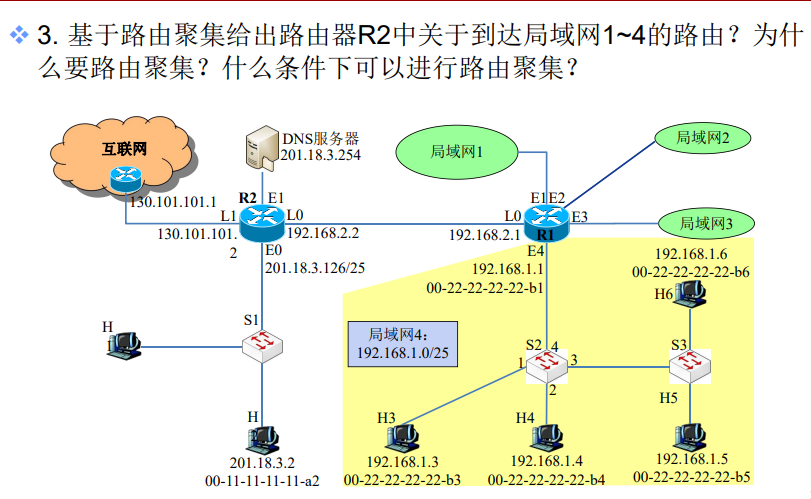 3. 基于路由聚集给出路由器R2中关于到达局域网1~4的路由？为什
么要路由聚集？什么条件下可以进行路由聚集？
互联网
DNS服务器
201.18.3.254
局域网1
局域网2
130.101.101.1
R2
E1
L1
L0
130.101.101.
2
192.168.2.2
E0
201.18.3.126/25
E1
E2
L0
E3
192.168.2.1
R1
局域网3
E4
192.168.1.1
00-22-22-22-22-b1
192.168.1.6
00-22-22-22-22-b6
H6
S1
H
局域网4：
192.168.1.0/25
S2
4
1
3
2
S3
H5
H
201.18.3.2
00-11-11-11-11-a2
H3
192.168.1.3
00-22-22-22-22-b3
H4
192.168.1.4
00-22-22-22-22-b4
192.168.1.5
00-22-22-22-22-b5